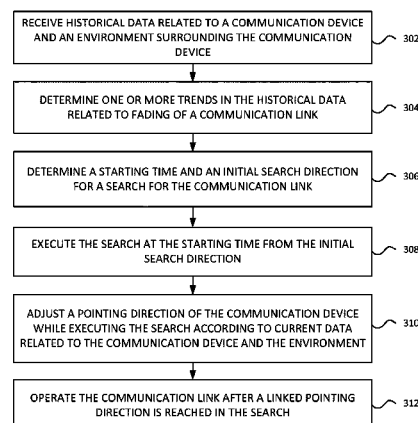 RECEIVE HISTORICAL DATA RELATED TO A COMMUNICATION DEVICE
AND AN ENVIRONMENT SURROUNDING THE COMMUNICATION
DEVICE
302
DETERMINE ONE OR MORE TRENDS IN THE HISTORICAL DATA
RELATED TO FADING OF A COMMUNICATION LINK
304
DETERMINE A STARTING TIME AND AN INITIAL SEARCH DIRECTION
FOR A SEARCH FOR THE COMMUNICATION LINK
306
EXECUTE THE SEARCH AT THE STARTING TIME FROM THE INITIAL
SEARCH DIRECTION
308
ADJUST A POINTING DIRECTION OF THE COMMUNICATION DEVICE
WHILE EXECUTING THE SEARCH ACCORDING TO CURRENT DATA
RELATED TO THE COMMUNICATION DEVICE AND THE ENVIRONMENT
310
OPERATE THE COMMUNICATION LINK AFTER A LINKED POINTING
DIRECTION IS REACHED IN THE SEARCH
312